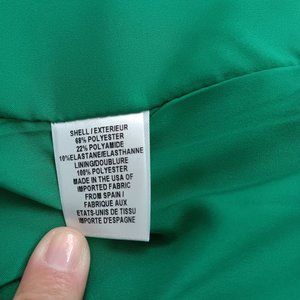 SHELL / EXTERIEUR
68% POLYESTER
22% POLYAMIDE
10%ELASTANE/ELASTHANNE
LINING/DOUBLURE
100% POLYESTER
MADE IN THE USA OF
IMPORTED FABRIC
FROM SPAIN /
FABRIQUE AUX
ETATS-UNIS DE TISSU
IMPORTE D'ESPAGNE